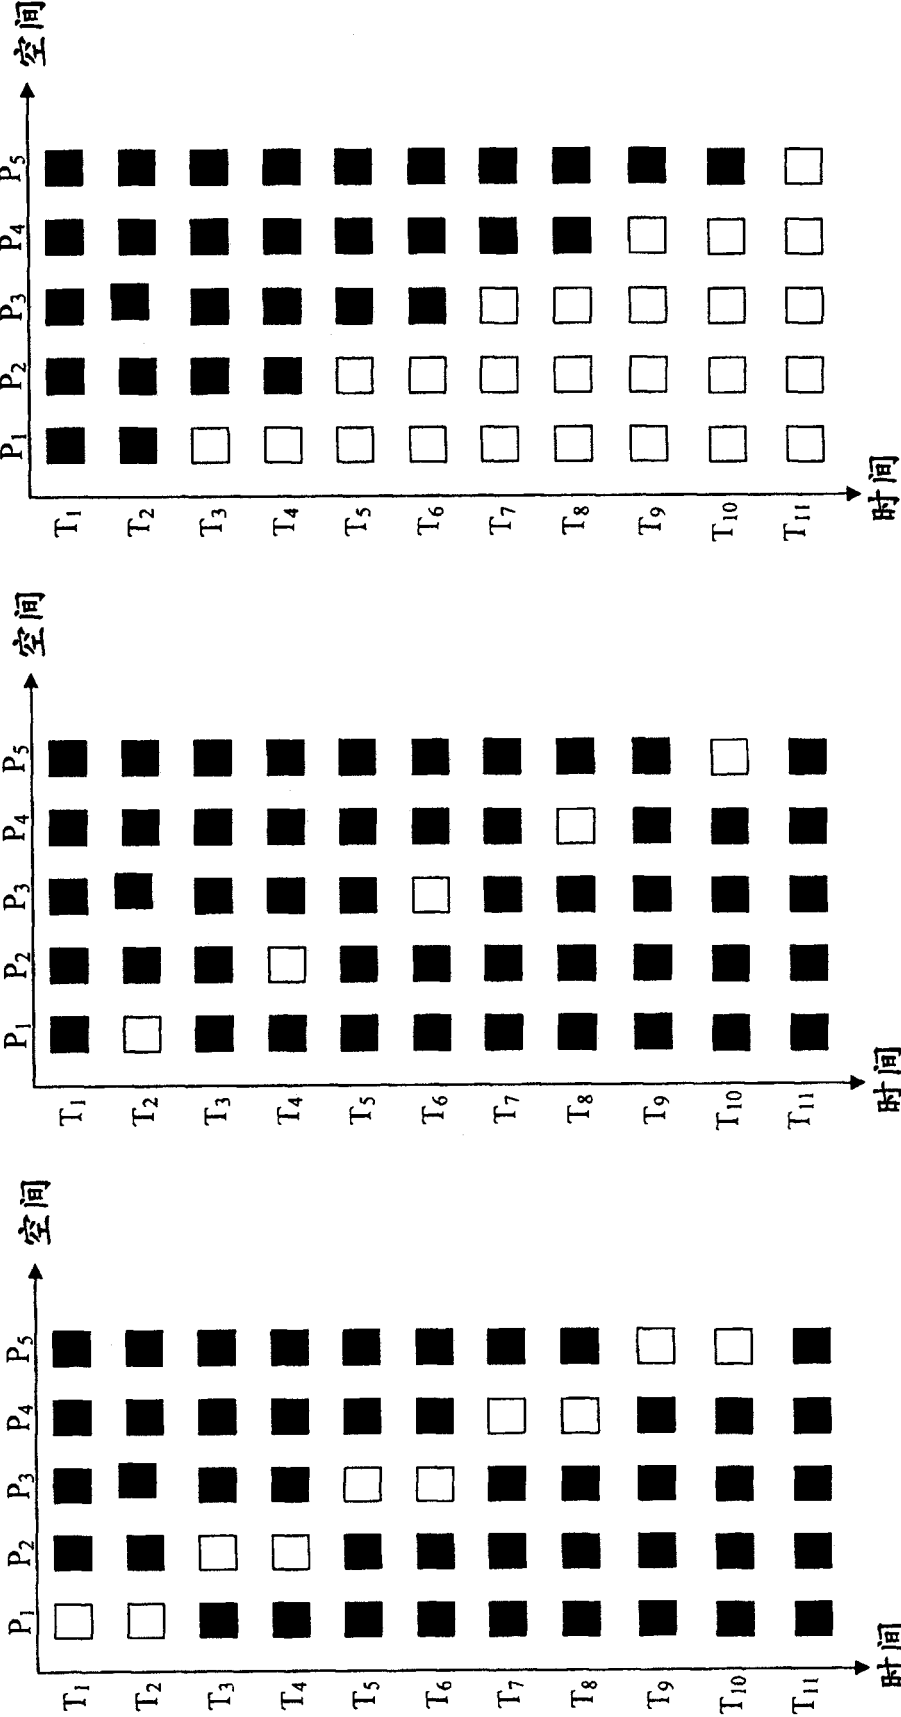 空间
P₁ P₂ P₃ P₄ P₅
T₁
T₂
T₃
T₄
T₅
T₆
T₇
T₈
T₉
T₁₀
T₁₁
时间
空间
P₁ P₂ P₃ P₄ P₅
T₁
T₂
T₃
T₄
T₅
T₆
T₇
T₈
T₉
T₁₀
T₁₁
时间
空间
P₁ P₂ P₃ P₄ P₅
T₁
T₂
T₃
T₄
T₅
T₆
T₇
T₈
T₉
T₁₀
T₁₁
时间